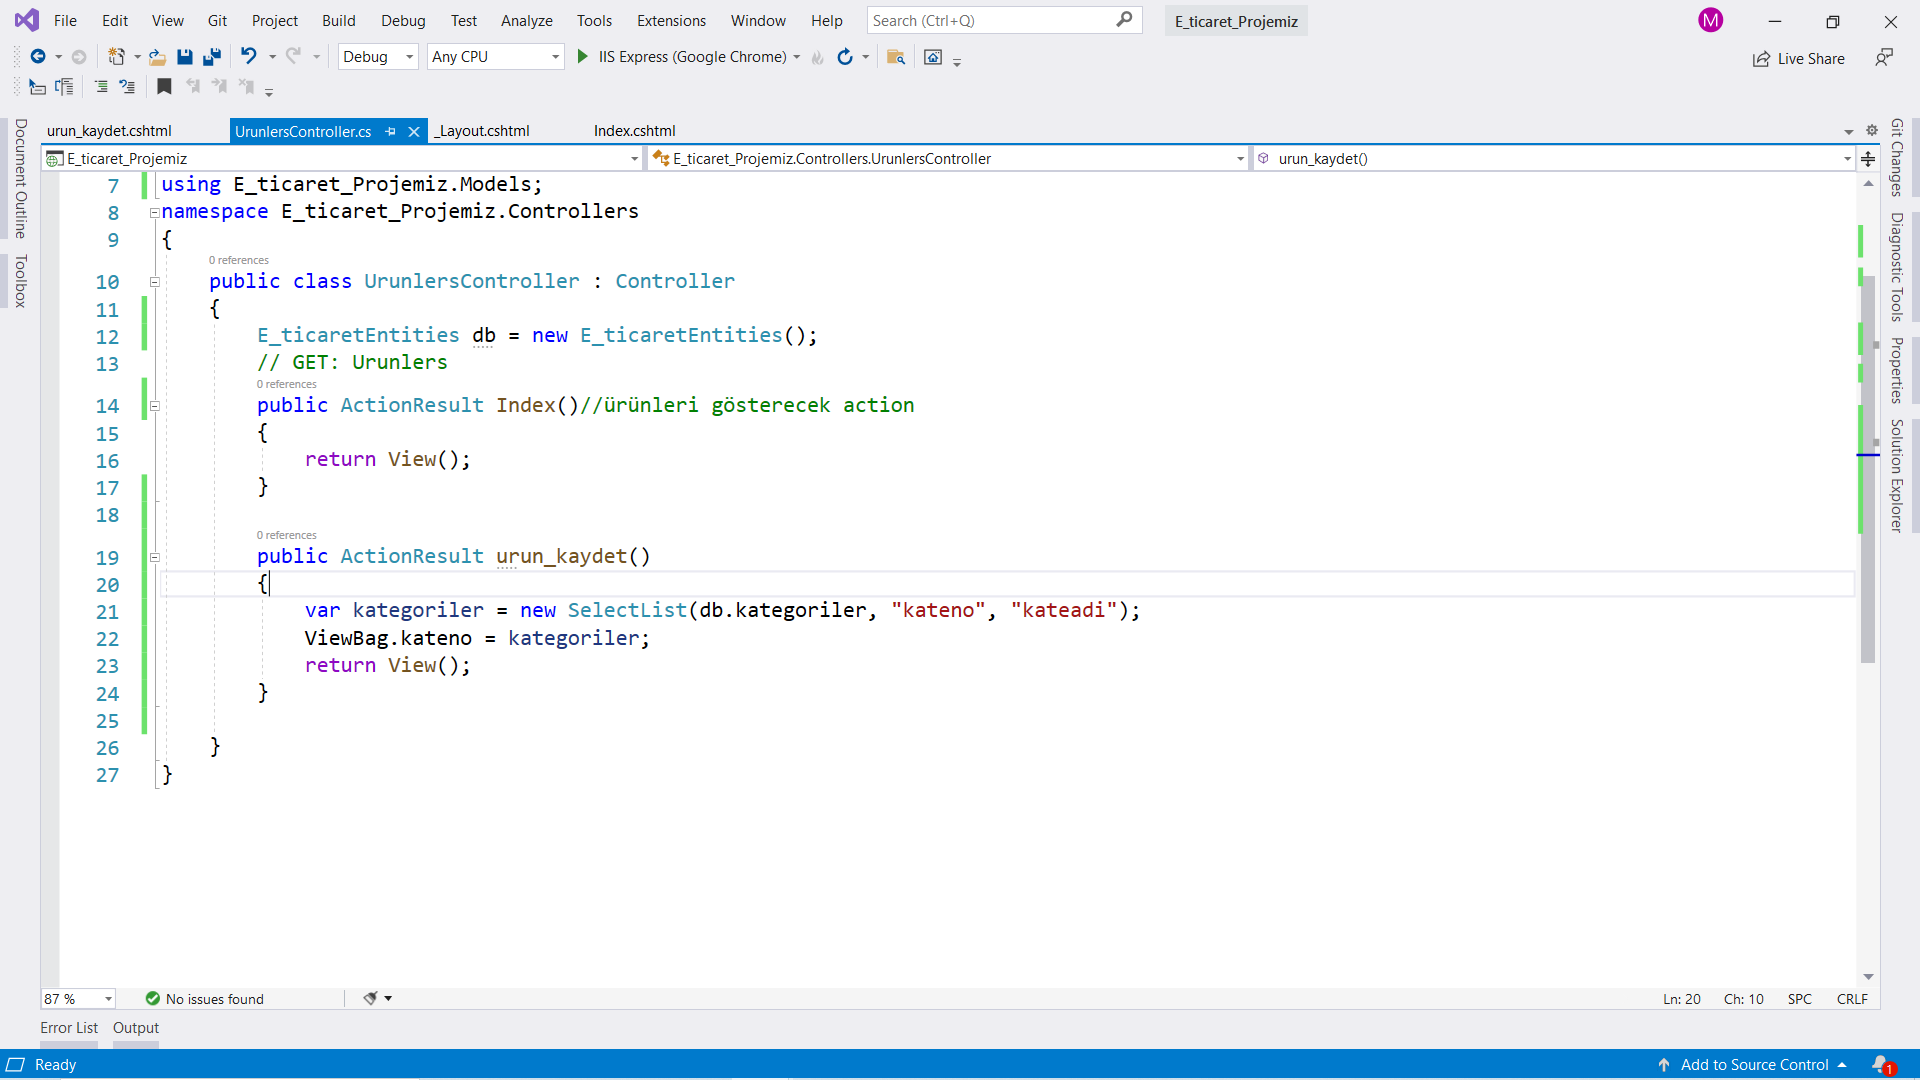 File Edit View Git Project Build Debug Test Analyze Tools Extensions Window Help Search (Ctrl+Q) E_ticaret_Projemiz M
Debug Any CPU IIS Express (Google Chrome) Live Share
urun_kaydet.cshtml UrunlersController.cs _Layout.cshtml Index.cshtml
E_ticaret_Projemiz E_ticaret_Projemiz.Controllers.UrunlersController urun_kaydet()
Document Outline
Toolbox
7 using E_ticaret_Projemiz.Models;
8 namespace E_ticaret_Projemiz.Controllers
9 {
0 references
10 public class UrunlersController : Controller
11 {
12 E_ticaretEntities db = new E_ticaretEntities();
13 // GET: Urunlers
0 references
14 public ActionResult Index()//ürünleri gösterecek action
15 {
16 return View();
17 }
18
0 references
19 public ActionResult urun_kaydet()
20 {
21 var kategoriler = new SelectList(db.kategoriler, "kateno", "kateadi");
22 ViewBag.kateno = kategoriler;
23 return View();
24 }
25
26 }
27 }
Git Changes
Diagnostic Tools
Properties
Solution Explorer
87 % No issues found Ln: 20 Ch: 10 SPC CRLF
Error List Output
Ready Add to Source Control 1